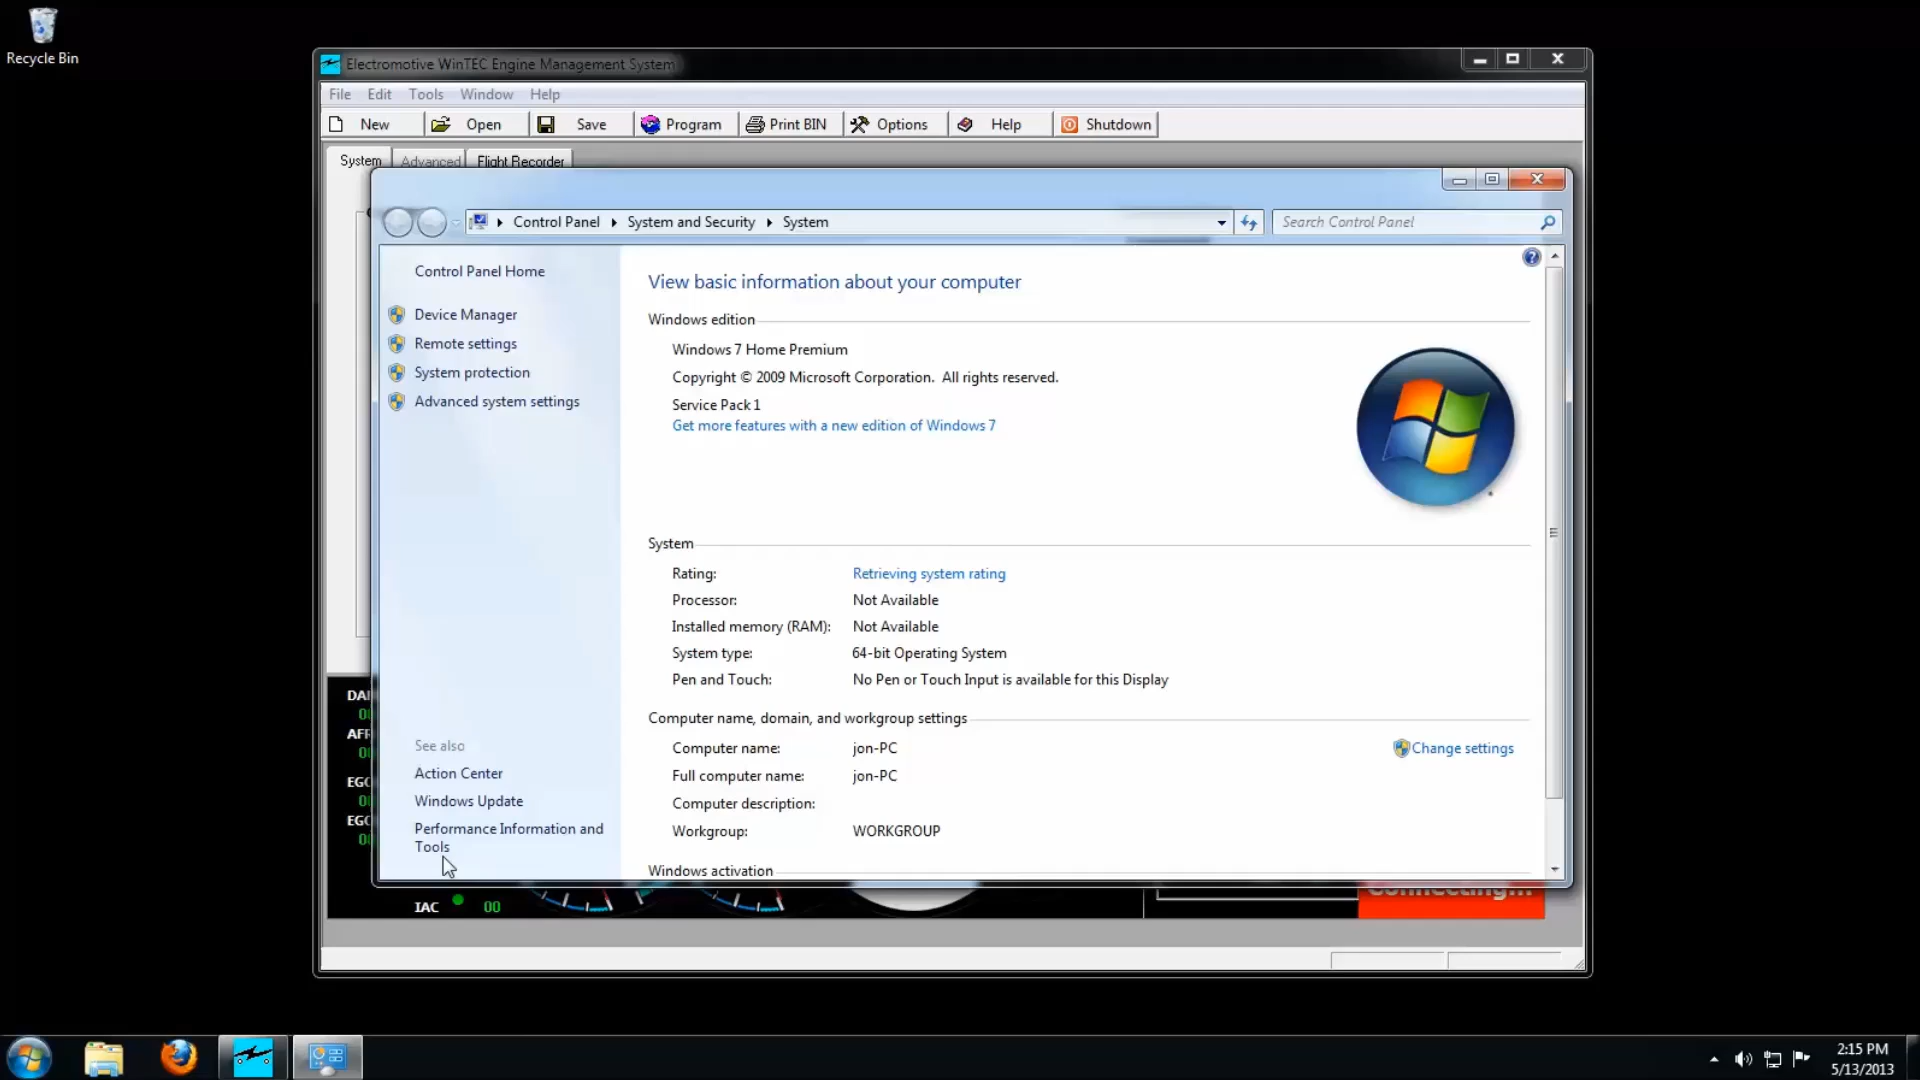 Recycle Bin
Electromotive WinTEC Engine Management System
File Edit Tools Window Help
New Open Save Program Print BIN Options Help Shutdown
System Advanced Flight Recorder
Control Panel System and Security System
Search Control Panel
Control Panel Home
Device Manager
Remote settings
System protection
Advanced system settings
See also
Action Center
Windows Update
Performance Information and
Tools
View basic information about your computer
Windows edition
Windows 7 Home Premium
Copyright © 2009 Microsoft Corporation. All rights reserved.
Service Pack 1
Get more features with a new edition of Windows 7
System
Rating: Retrieving system rating
Processor: Not Available
Installed memory (RAM): Not Available
System type: 64-bit Operating System
Pen and Touch: No Pen or Touch Input is available for this Display
Computer name, domain, and workgroup settings
Computer name: jon-PC
Change settings
Full computer name: jon-PC
Computer description:
Workgroup: WORKGROUP
Windows activation
IAC 00
Connecting...
2:15 PM
5/13/2013